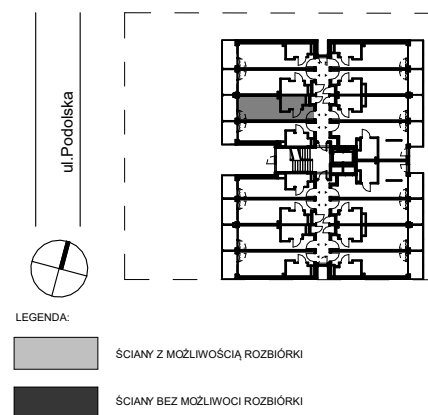 ul.Podolska
LEGENDA:
ŚCIANY Z MOŻLIWOŚCIĄ ROZBIÓRKI
ŚCIANY BEZ MOŻLIWOCI ROZBIÓRKI